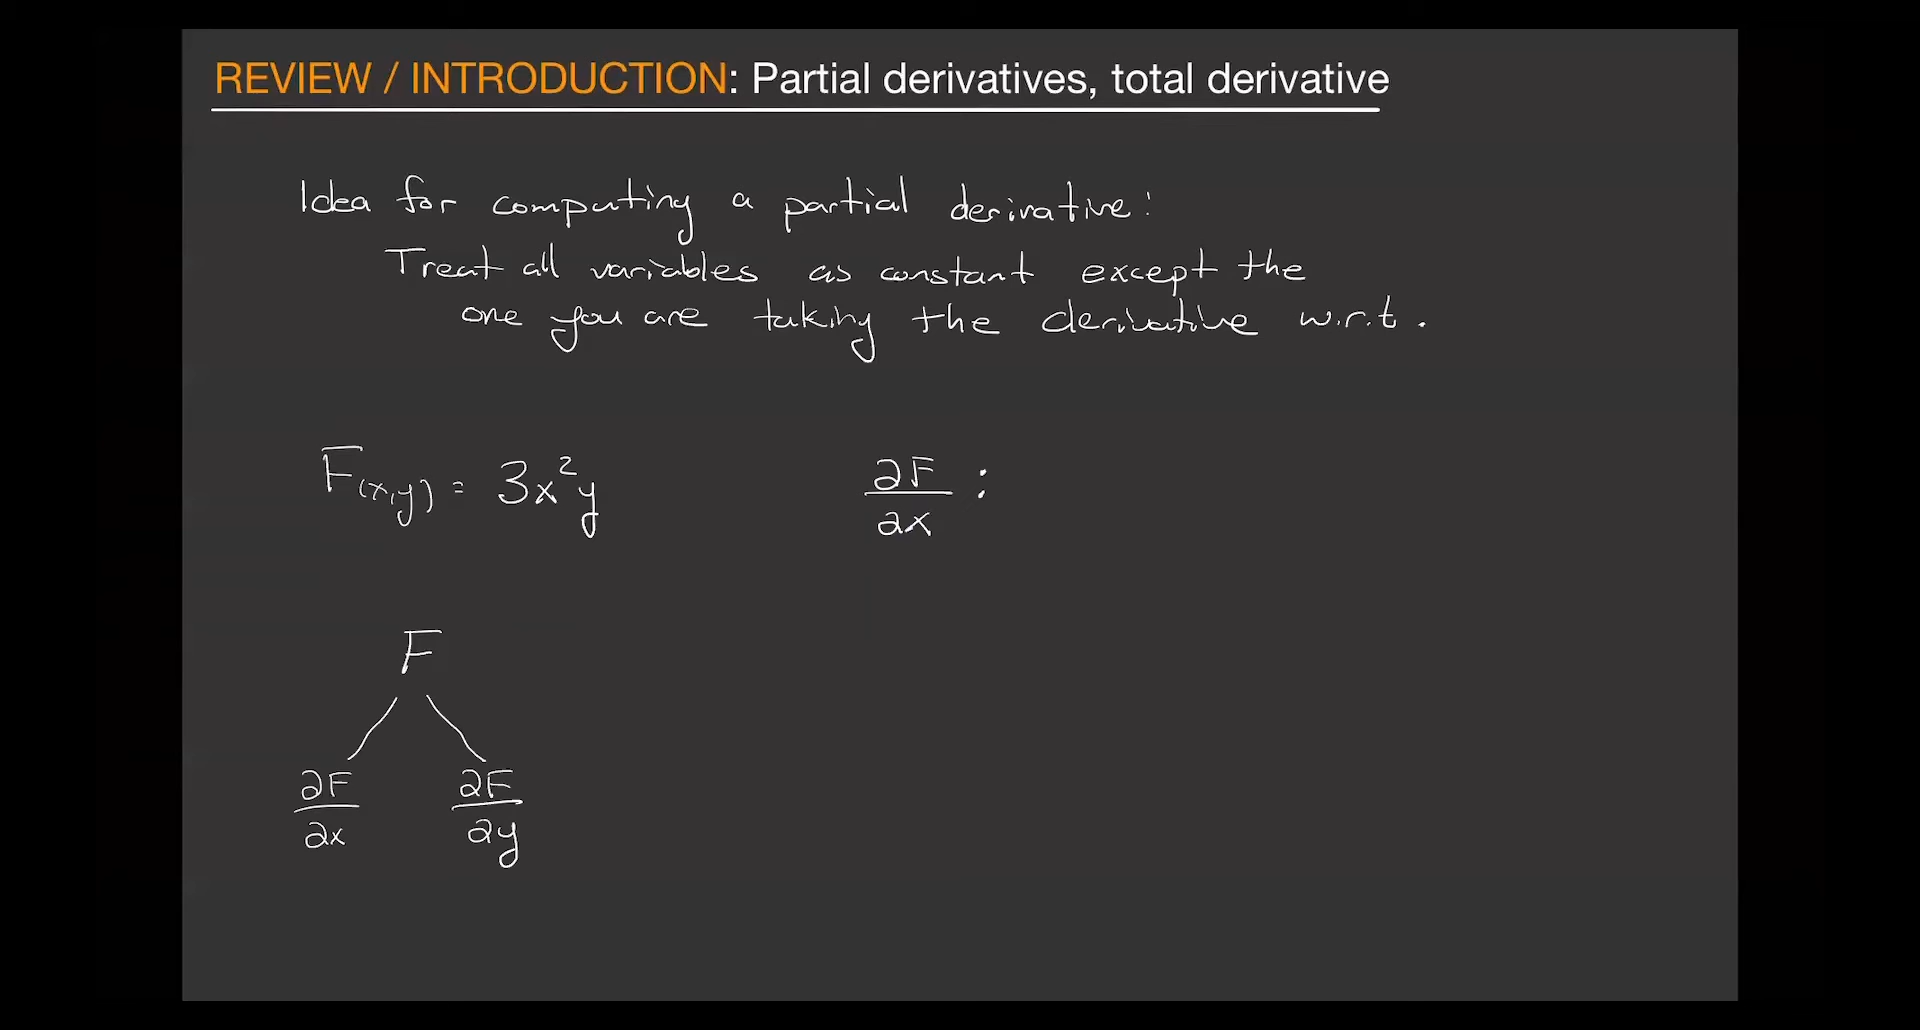 REVIEW / INTRODUCTION: Partial derivatives, total derivative
Idea for computing a partial derivative:
Treat all variables as constant except the
one you are taking the derivative w.r.t.
F(x,y) = 3x²y
∂F/∂x :
F
∂F/∂x ∂F/∂y